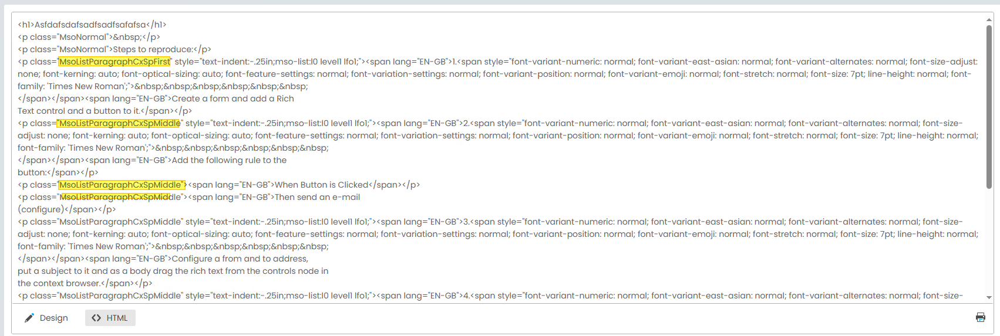 <h1>Asfdafsdafsadfsadfsafafsa</h1>
<p class="MsoNormal">&nbsp;</p>
<p class="MsoNormal">Steps to reproduce:</p>
<p class="MsoListParagraphCxSpFirst" style="text-indent:-.25in;mso-list:l0 level1 lfo1;"><span lang="EN-GB">1.<span style="font-variant-numeric: normal; font-variant-east-asian: normal; font-variant-alternates: normal; font-size-adjust:
none; font-kerning: auto; font-optical-sizing: auto; font-feature-settings: normal; font-variation-settings: normal; font-variant-position: normal; font-variant-emoji: normal; font-stretch: normal; font-size: 7pt; line-height: normal; font-
family: 'Times New Roman';">&nbsp;&nbsp;&nbsp;&nbsp;&nbsp;&nbsp;
</span></span><span lang="EN-GB">Create a form and add a Rich
Text control and a button to it.</span></p>
<p class="MsoListParagraphCxSpMiddle" style="text-indent:-.25in;mso-list:l0 level1 lfo1;"><span lang="EN-GB">2.<span style="font-variant-numeric: normal; font-variant-east-asian: normal; font-variant-alternates: normal; font-size-
adjust: none; font-kerning: auto; font-optical-sizing: auto; font-feature-settings: normal; font-variation-settings: normal; font-variant-position: normal; font-variant-emoji: normal; font-stretch: normal; font-size: 7pt; line-height: normal;
font-family: 'Times New Roman';">&nbsp;&nbsp;&nbsp;&nbsp;&nbsp;&nbsp;
</span></span><span lang="EN-GB">Add the following rule to the
button:</span></p>
<p class="MsoListParagraphCxSpMiddle"><span lang="EN-GB">When Button is Clicked</span></p>
<p class="MsoListParagraphCxSpMiddle"><span lang="EN-GB">Then send an e-mail
(configure)</span></p>
<p class="MsoListParagraphCxSpMiddle" style="text-indent:-.25in;mso-list:l0 level1 lfo1;"><span lang="EN-GB">3.<span style="font-variant-numeric: normal; font-variant-east-asian: normal; font-variant-alternates: normal; font-size-
adjust: none; font-kerning: auto; font-optical-sizing: auto; font-feature-settings: normal; font-variation-settings: normal; font-variant-position: normal; font-variant-emoji: normal; font-stretch: normal; font-size: 7pt; line-height: normal;
font-family: 'Times New Roman';">&nbsp;&nbsp;&nbsp;&nbsp;&nbsp;&nbsp;
</span></span><span lang="EN-GB">Configure a from and to address,
put a subject to it and as a body drag the rich text from the controls node in
the context browser.</span></p>
<p class="MsoListParagraphCxSpMiddle" style="text-indent:-.25in;mso-list:l0 level1 lfo1;"><span lang="EN-GB">4.<span style="font-variant-numeric: normal; font-variant-east-asian: normal; font-variant-alternates: normal; font-size-
Design
<> HTML